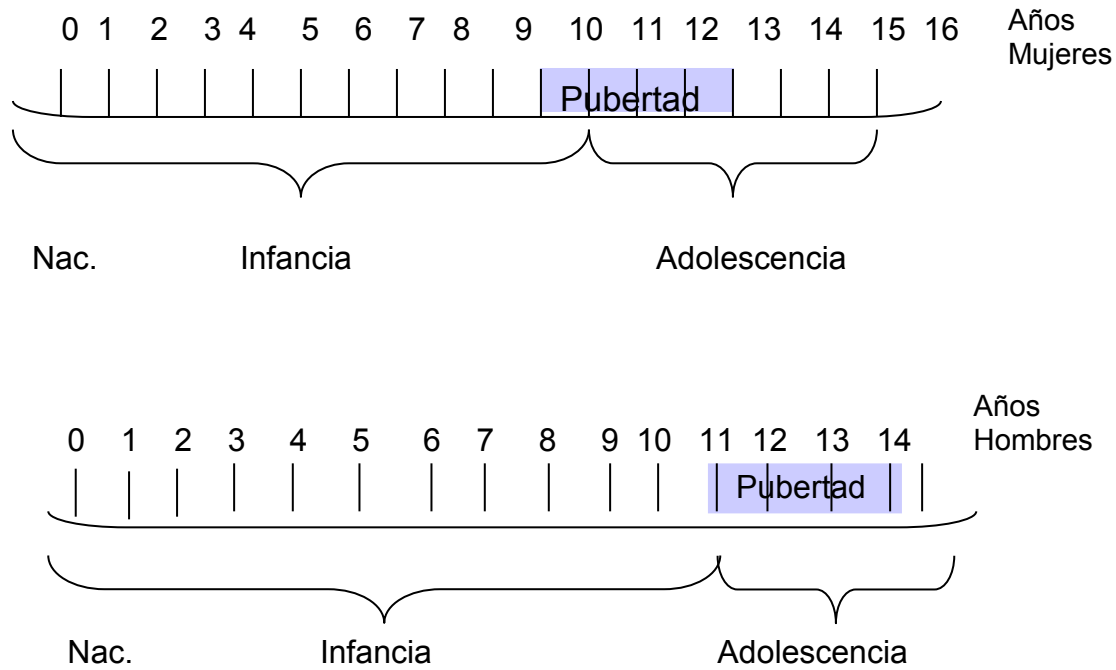 0 1 2 3 4 5 6 7 8 9 10 11 12 13 14 15 16 Años
Mujeres
Pubertad
Nac. Infancia Adolescencia
Años
0 1 2 3 4 5 6 7 8 9 10 11 12 13 14 Hombres
Pubertad
Nac. Infancia Adolescencia